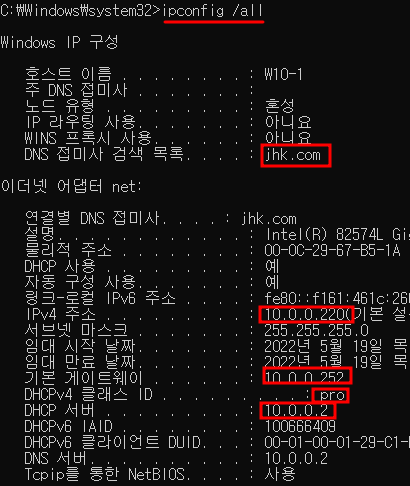 C:\Windows\system32>ipconfig /all
Windows IP 구성
호스트 이름 . . . . . . . . : W10-1
주 DNS 접미사 . . . . . . . :
노드 유형 . . . . . . . . . : 혼성
IP 라우팅 사용. . . . . . . : 아니요
WINS 프록시 사용. . . . . . : 아니요
DNS 접미사 검색 목록. . . . : jhk.com
이더넷 어댑터 net:
연결별 DNS 접미사. . . . : jhk.com
설명. . . . . . . . . . . . : Intel(R) 82574L
물리적 주소 . . . . . . . . : 00-0C-29-67-B5-1A
DHCP 사용 . . . . . . . . . : 예
자동 구성 사용. . . . . . . : 예
링크-로컬 IPv6 주소 . . . . : fe80::f161:461c:
IPv4 주소 . . . . . . . . . : 10.0.0.220(기본
서브넷 마스크 . . . . . . . : 255.255.255.0
임대 시작 날짜. . . . . . . : 2022년 5월 19일
임대 만료 날짜. . . . . . . : 2022년 5월 19일
기본 게이트웨이 . . . . . . : 10.0.0.252
DHCPv4 클래스 ID . . . . . . . . . . . : pro
DHCP 서버 . . . . . . . . . : 10.0.0.2
DHCPv6 IAID . . . . . . . . : 100666409
DHCPv6 클라이언트 DUID. . . : 00-01-00-01-29-C1-
DNS 서버. . . . . . . . . . : 10.0.0.2
Tcpip를 통한 NetBIOS. . . . : 사용